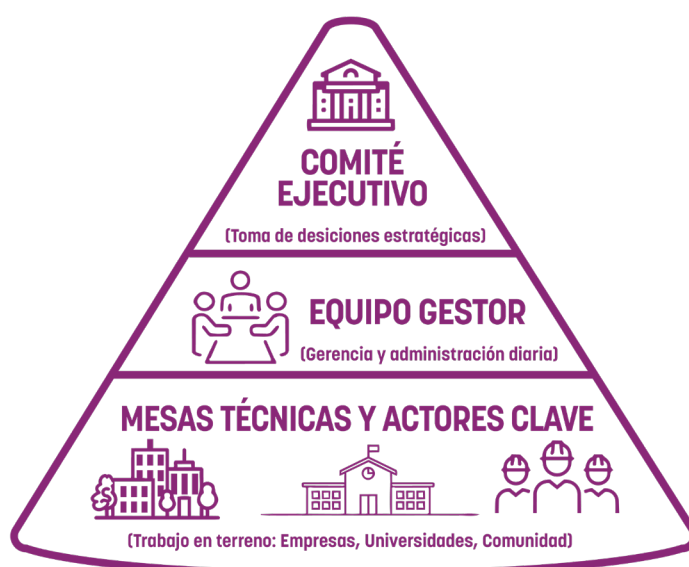 COMITÉ
EJECUTIVO
(Toma de desiciones estratégicas)
EQUIPO GESTOR
(Gerencia y administración diaria)
MESAS TÉCNICAS Y ACTORES CLAVE
(Trabajo en terreno: Empresas, Universidades, Comunidad)